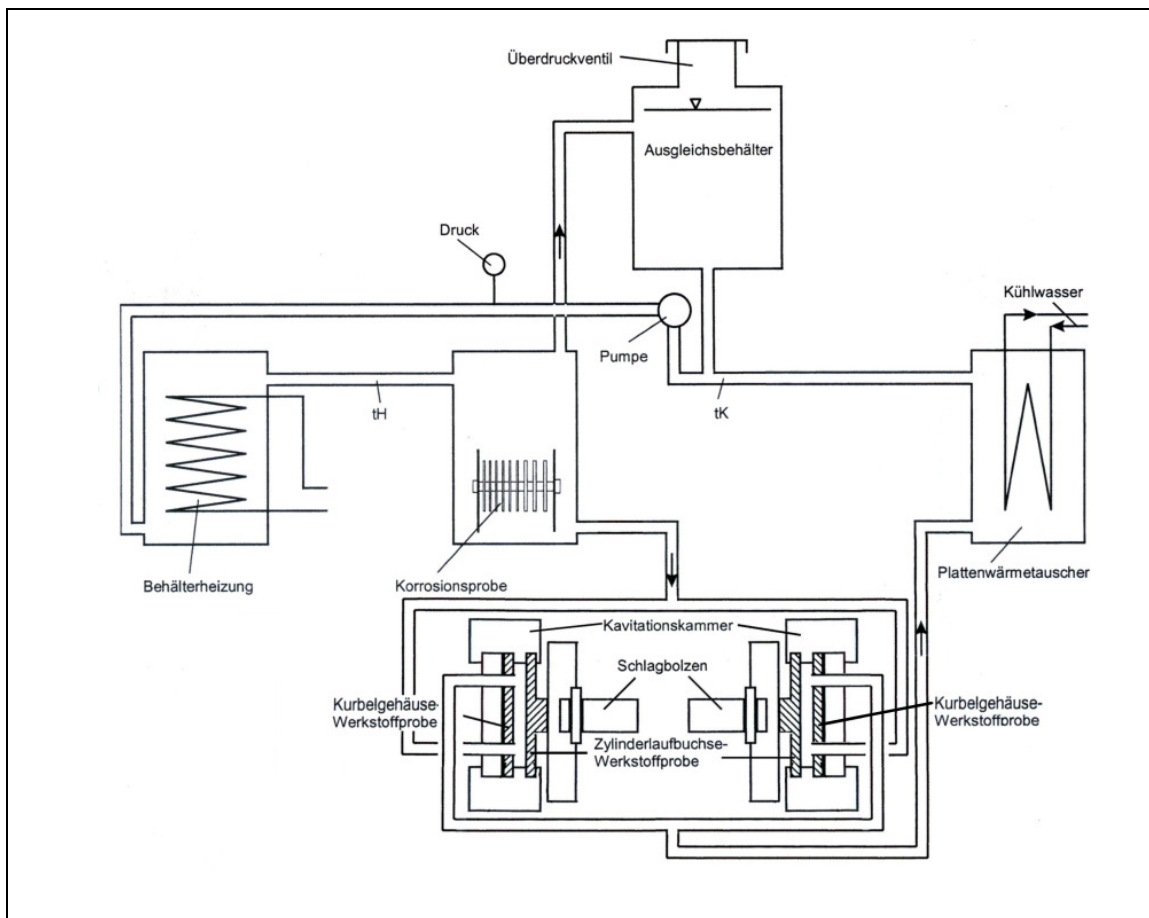 Überdruckventil
Ausgleichsbehälter
Druck
Kühlwasser
Pumpe
tH
tK
Behälterheizung
Korrosionsprobe
Plattenwärmetauscher
Kavitationskammer
Schlagbolzen
Kurbelgehäuse-
Werkstoffprobe
Kurbelgehäuse-
Werkstoffprobe
Zylinderlaufbuchse-
Werkstoffprobe